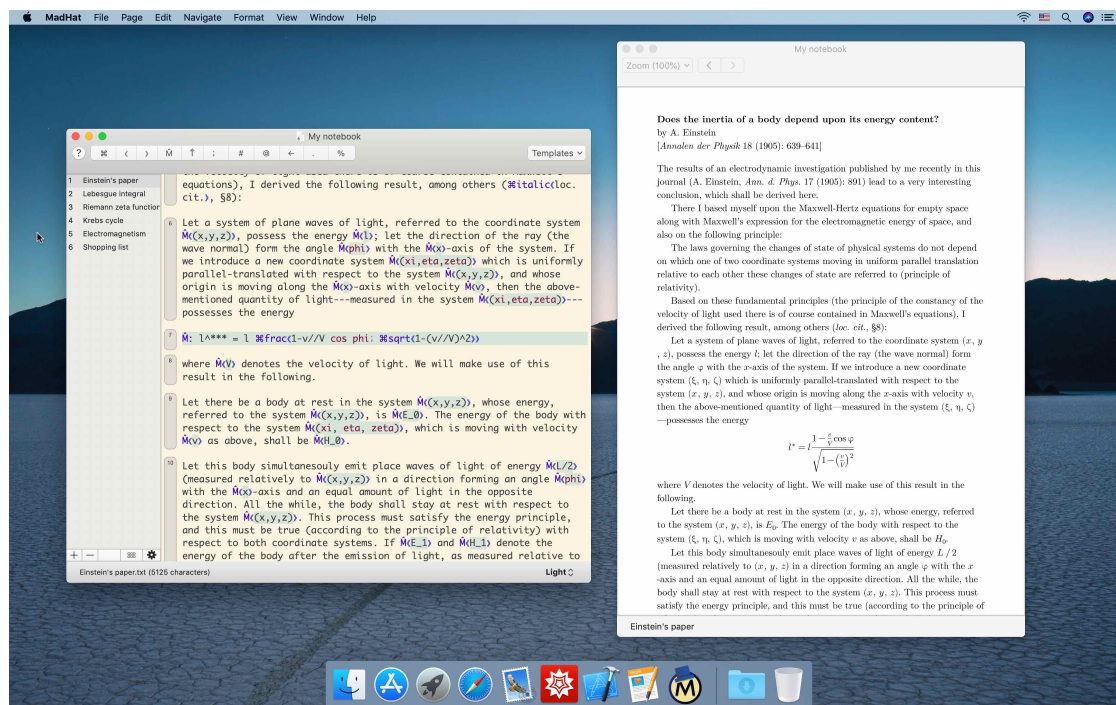 MadHat File Page Edit Navigate Format View Window Help
My notebook
? ⌘ ‹ › M̂ T̂ ; # @ ← . %
Templates
1 Einstein's paper
2 Lebesgue integral
3 Riemann zeta function
4 Krebs cycle
5 Electromagnetism
6 Shopping list
equations), I derived the following result, among others (⌘italic‹loc.
cit.›, §8):
6 Let a system of plane waves of light, referred to the coordinate system
M̂‹(x,y,z)›, possess the energy M̂‹l›; let the direction of the ray (the
wave normal) form the angle M̂‹phi› with the M̂‹x›-axis of the system. If
we introduce a new coordinate system M̂‹(xi,eta,zeta)› which is uniformly
parallel-translated with respect to the system M̂‹(x,y,z)›, and whose
origin is moving along the M̂‹x›-axis with velocity M̂‹v›, then the above-
mentioned quantity of light---measured in the system M̂‹(xi,eta,zeta)›---
possesses the energy
7 M̂: l^*** = l ⌘frac‹1-v//V cos phi; ⌘sqrt‹1-(v//V)^2››
8 where M̂‹V› denotes the velocity of light. We will make use of this
result in the following.
9 Let there be a body at rest in the system M̂‹(x,y,z)›, whose energy,
referred to the system M̂‹(x,y,z)›, is M̂‹E_0›. The energy of the body with
respect to the system M̂‹(xi, eta, zeta)›, which is moving with velocity
M̂‹v› as above, shall be M̂‹H_0›.
10 Let this body simultanesouly emit place waves of light of energy M̂‹L/2›
(measured relatively to M̂‹(x,y,z)› in a direction forming an angle M̂‹phi›
with the M̂‹x›-axis and an equal amount of light in the opposite
direction. All the while, the body shall stay at rest with respect to
the system M̂‹(x,y,z)›. This process must satisfy the energy principle,
and this must be true (according to the principle of relativity) with
respect to both coordinate systems. If M̂‹E_1› and M̂‹H_1› denote the
energy of the body after the emission of light, as measured relative to
Einstein's paper.txt (5125 characters)
Light
My notebook
Zoom (100%)
Does the inertia of a body depend upon its energy content?
by A. Einstein
[Annalen der Physik 18 (1905): 639–641]
The results of an electrodynamic investigation published by me recently in this
journal (A. Einstein, Ann. d. Phys. 17 (1905): 891) lead to a very interesting
conclusion, which shall be derived here.
There I based myself upon the Maxwell-Hertz equations for empty space
along with Maxwell's expression for the electromagnetic energy of space, and
also on the following principle:
The laws governing the changes of state of physical systems do not depend
on which one of two coordinate systems moving in uniform parallel translation
relative to each other these changes of state are referred to (principle of
relativity).
Based on these fundamental principles (the principle of the constancy of the
velocity of light used there is of course contained in Maxwell's equations), I
derived the following result, among others (loc. cit., §8):
Let a system of plane waves of light, referred to the coordinate system (x, y
, z), possess the energy l; let the direction of the ray (the wave normal) form
the angle φ with the x-axis of the system. If we introduce a new coordinate
system (ξ, η, ζ) which is uniformly parallel-translated with respect to the
system (x, y, z), and whose origin is moving along the x-axis with velocity v,
then the above-mentioned quantity of light—measured in the system (ξ, η, ζ)
—possesses the energy
l* = l (1 − v/V cos φ) / √(1 − (v/V)²)
where V denotes the velocity of light. We will make use of this result in the
following.
Let there be a body at rest in the system (x, y, z), whose energy, referred
to the system (x, y, z), is E₀. The energy of the body with respect to the
system (ξ, η, ζ), which is moving with velocity v as above, shall be H₀.
Let this body simultanesouly emit place waves of light of energy L / 2
(measured relatively to (x, y, z) in a direction forming an angle φ with the x
-axis and an equal amount of light in the opposite direction. All the while, the
body shall stay at rest with respect to the system (x, y, z). This process must
satisfy the energy principle, and this must be true (according to the principle of
Einstein's paper